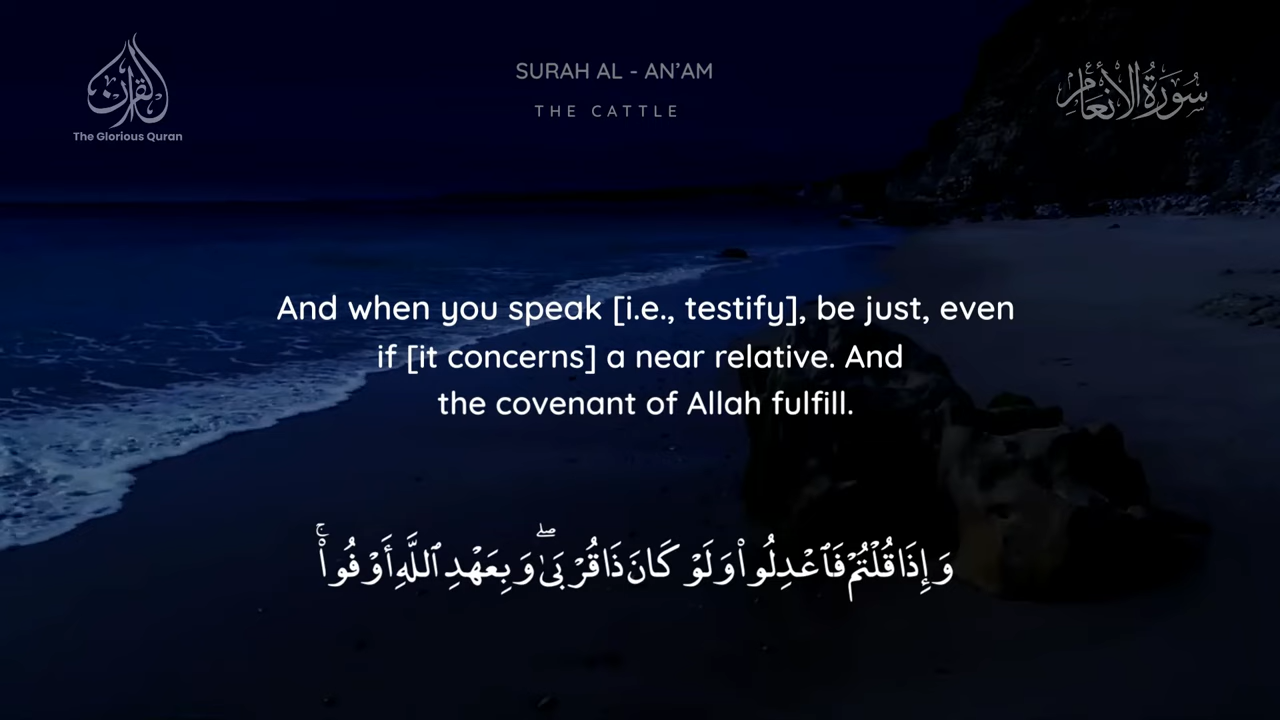 القرآن
The Glorious Quran
SURAH AL - AN’AM
THE CATTLE
سُورَةُ الأَنْعَام
And when you speak [i.e., testify], be just, even
if [it concerns] a near relative. And
the covenant of Allah fulfill.
وَإِذَا قُلْتُمْ فَٱعْدِلُوا۟ وَلَوْ كَانَ ذَا قُرْبَىٰ ۖ وَبِعَهْدِ ٱللَّهِ أَوْفُوا۟ ۚ